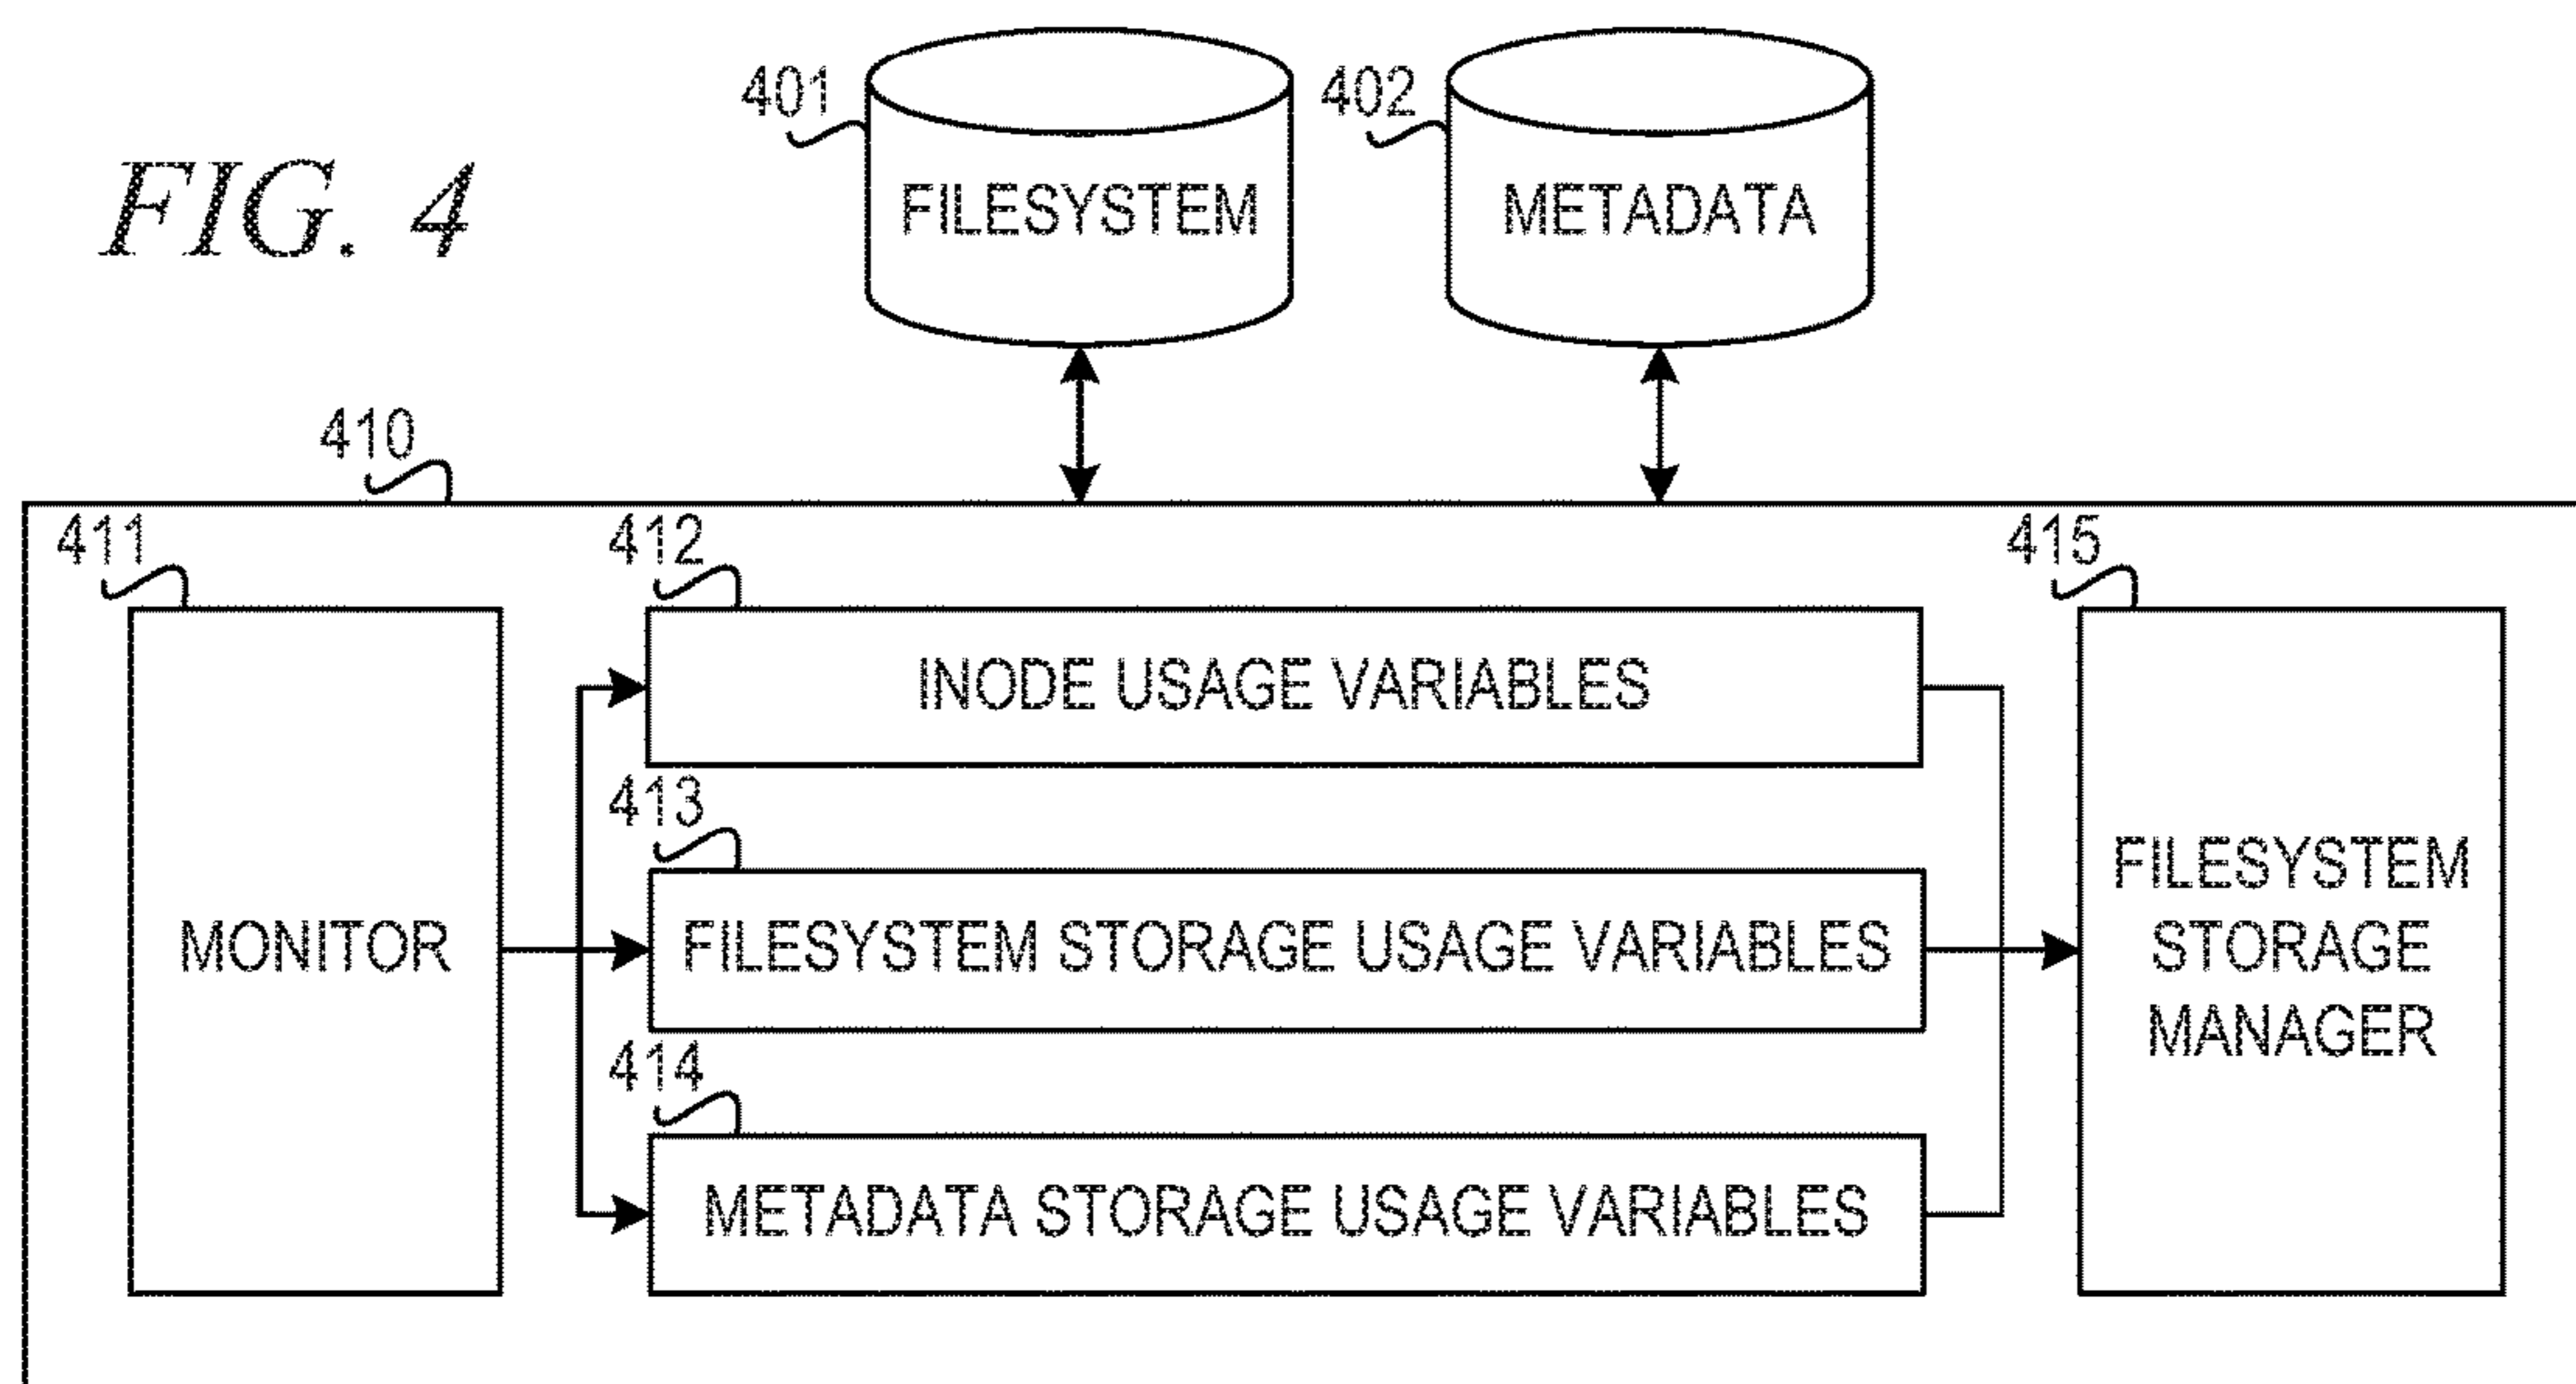 FIG. 4
401
FILESYSTEM
402
METADATA
410
411
MONITOR
412
INODE USAGE VARIABLES
413
FILESYSTEM STORAGE USAGE VARIABLES
414
METADATA STORAGE USAGE VARIABLES
415
FILESYSTEM
STORAGE
MANAGER